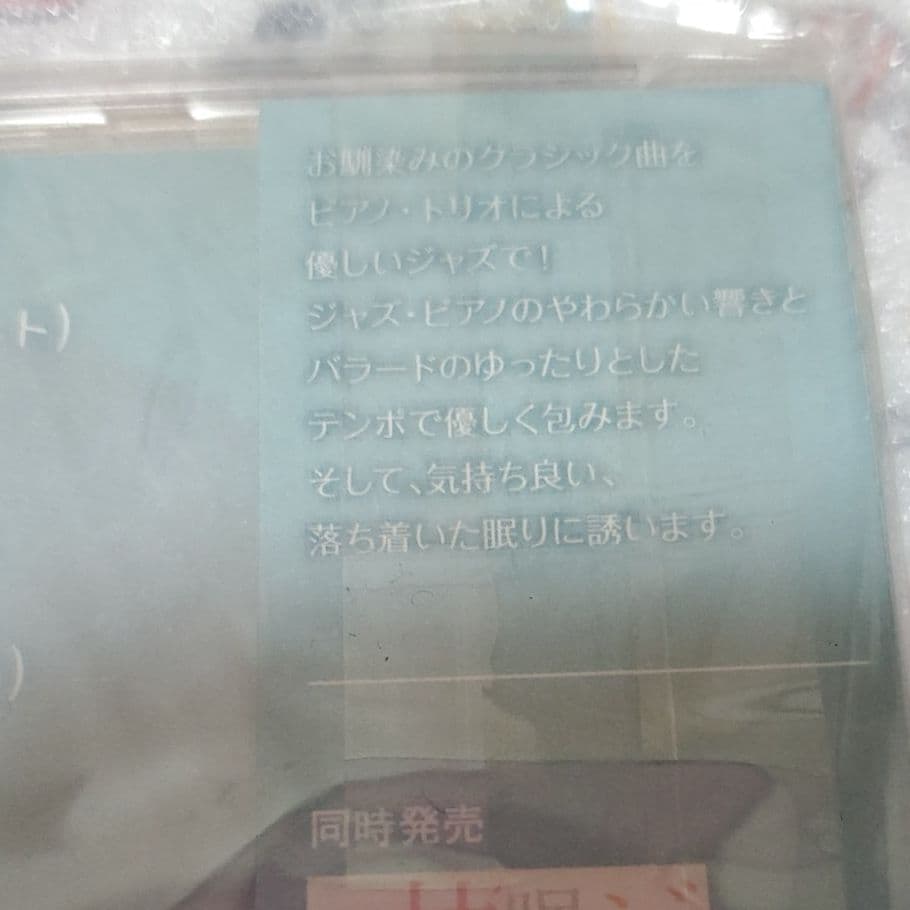 お馴染みのクラシック曲を
ピアノ・トリオによる
優しいジャズで!
ジャズ・ピアノのやわらかい響きと
バラードのゆったりとした
テンポで優しく包みます。
そして、気持ち良い、
落ち着いた眠りに誘います。
ト)
)
同時発売